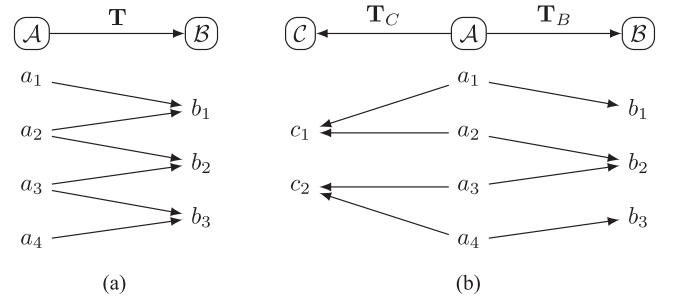 T T_C T_B
𝒜 ℬ 𝒞 𝒜 ℬ
a₁ a₁
b₁ b₁
a₂ c₁ a₂
b₂ b₂
a₃ c₂ a₃
b₃ b₃
a₄ a₄
(a) (b)